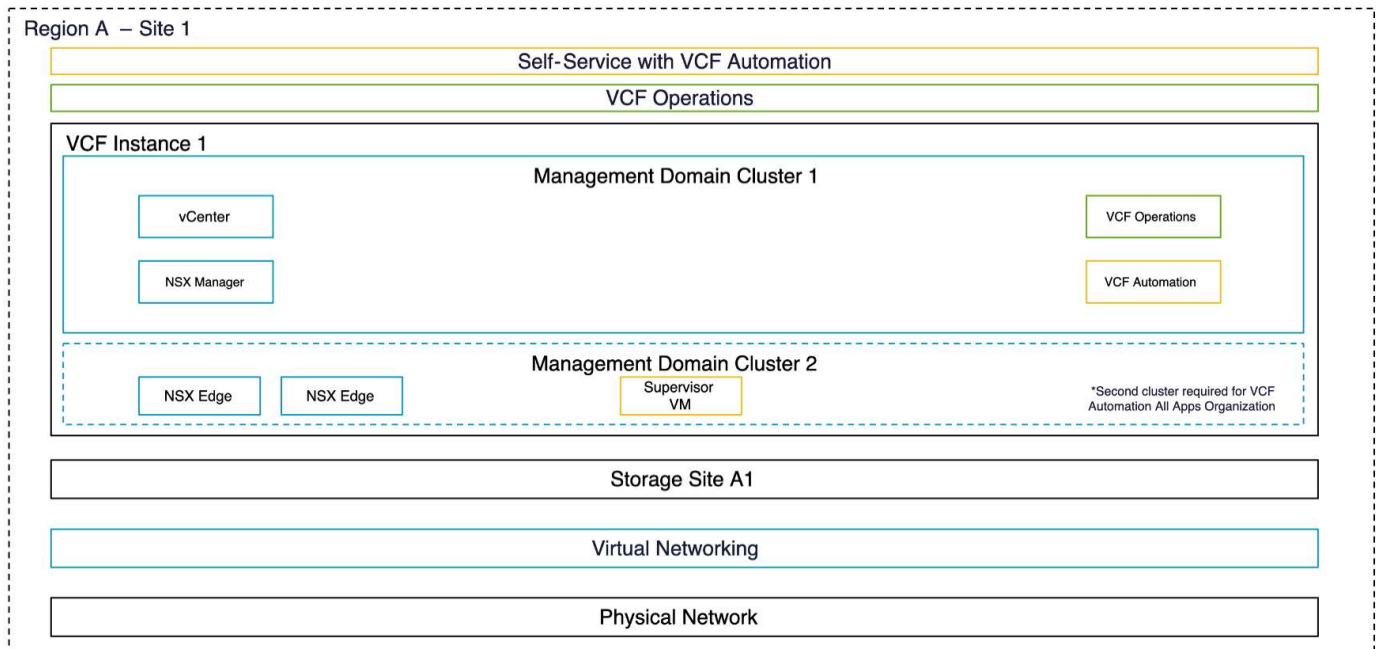 Region A – Site 1
Self-Service with VCF Automation
VCF Operations
VCF Instance 1
Management Domain Cluster 1
vCenter
VCF Operations
NSX Manager
VCF Automation
Management Domain Cluster 2
NSX Edge
NSX Edge
Supervisor
VM
*Second cluster required for VCF
Automation All Apps Organization
Storage Site A1
Virtual Networking
Physical Network